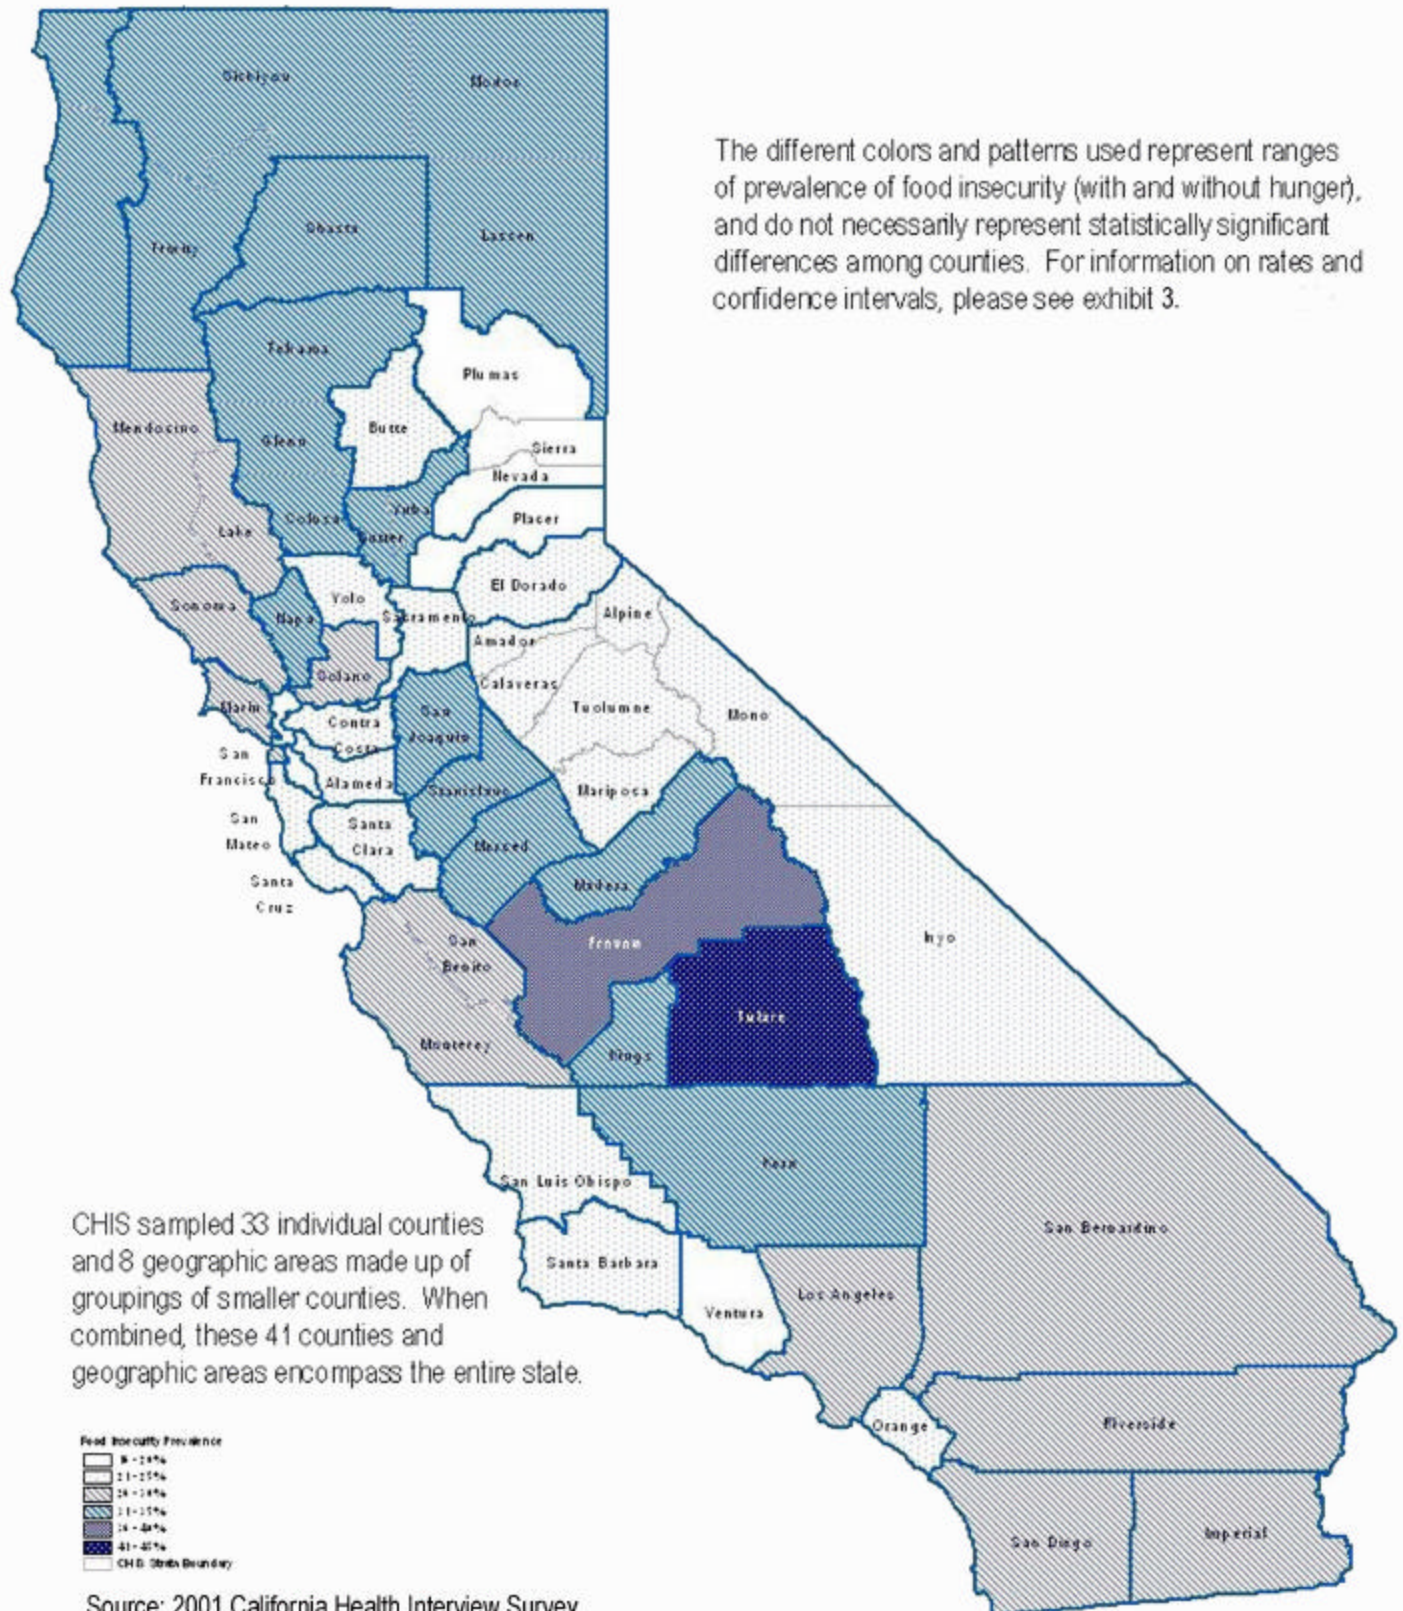 Siskiyou
Modoc
The different colors and patterns used represent ranges
of prevalence of food insecurity (with and without hunger),
and do not necessarily represent statistically significant
differences among counties. For information on rates and
confidence intervals, please see exhibit 3.
Shasta
Trinity
Lassen
Tehama
Plumas
Mendocino
Butte
Glenn
Sierra
Nevada
Lake
Colusa
Yuba
Placer
Sutter
El Dorado
Sonoma
Napa
Yolo
Sacramento
Alpine
Amador
Solano
Calaveras
Marin
Contra
Costa
San
Joaquin
Tuolumne
Mono
San
Francisco
Alameda
Stanislaus
Mariposa
San
Mateo
Santa
Clara
Merced
Santa
Cruz
Madera
San
Benito
Fresno
Inyo
Tulare
Monterey
Kings
Kern
San Luis Obispo
CHIS sampled 33 individual counties
and 8 geographic areas made up of
groupings of smaller counties. When
combined, these 41 counties and
geographic areas encompass the entire state.
San Bernardino
Santa Barbara
Los Angeles
Ventura
Orange
Riverside
San Diego
Imperial
Food Insecurity Prevalence
21-25%
31-35%
41-45%
CHIS Strata Boundary
Source: 2001 California Health Interview Survey